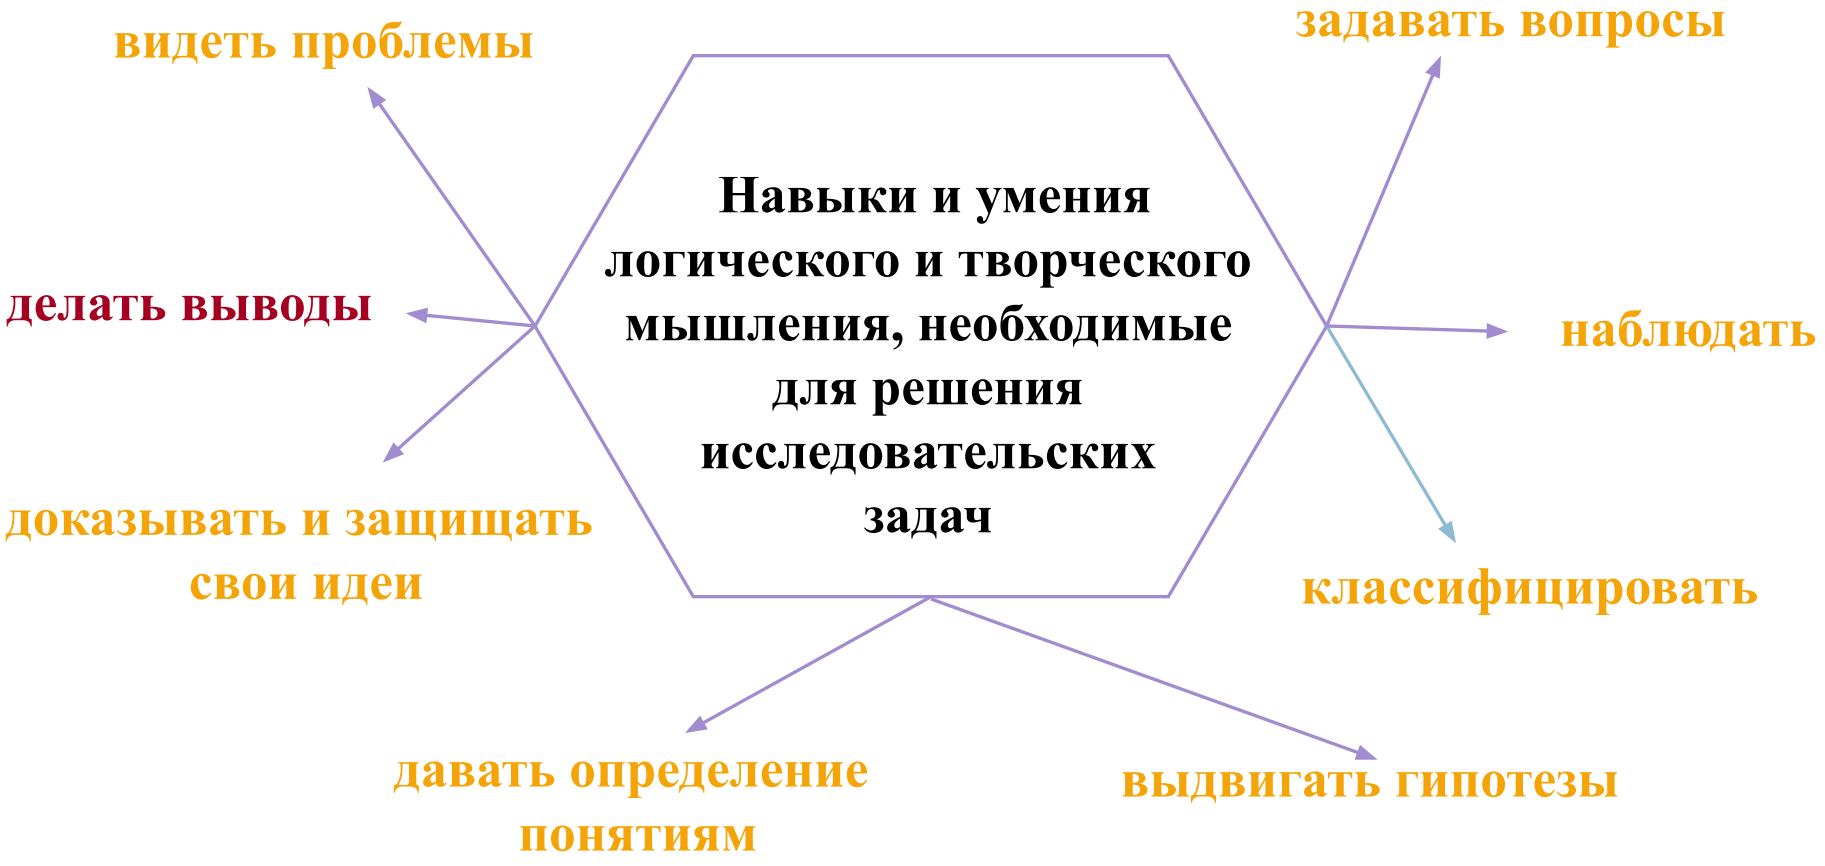 видеть проблемы
задавать вопросы
Навыки и умения
логического и творческого
мышления, необходимые
для решения
исследовательских
задач
делать выводы
наблюдать
доказывать и защищать
свои идеи
классифицировать
давать определение
понятиям
выдвигать гипотезы